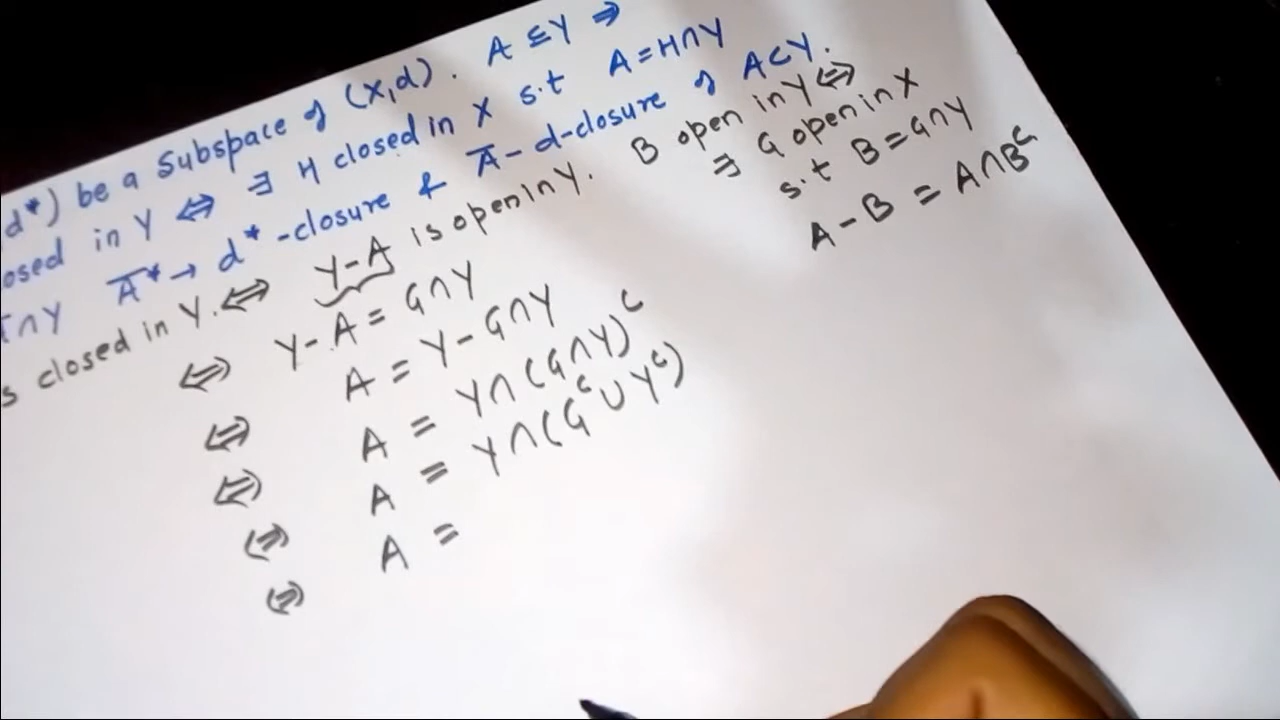 d*) be a Subspace of (X,d). A ⊆ Y ⇒
osed in Y ⇔ ∃ H closed in X s.t A = H∩Y
∩Y Ā* → d* -closure & Ā - d-closure of A⊂Y.
s closed in Y. ⇔ Y-A is open in Y. B open in Y ⇔
∃ G open in X
s.t B = G∩Y
A-B = A∩Bᶜ
⇔ Y-A = G∩Y
⇔ A = Y-G∩Y
⇔ A = Y∩(G∩Y)ᶜ
⇔ A = Y∩(Gᶜ∪Yᶜ)
⇔ A =